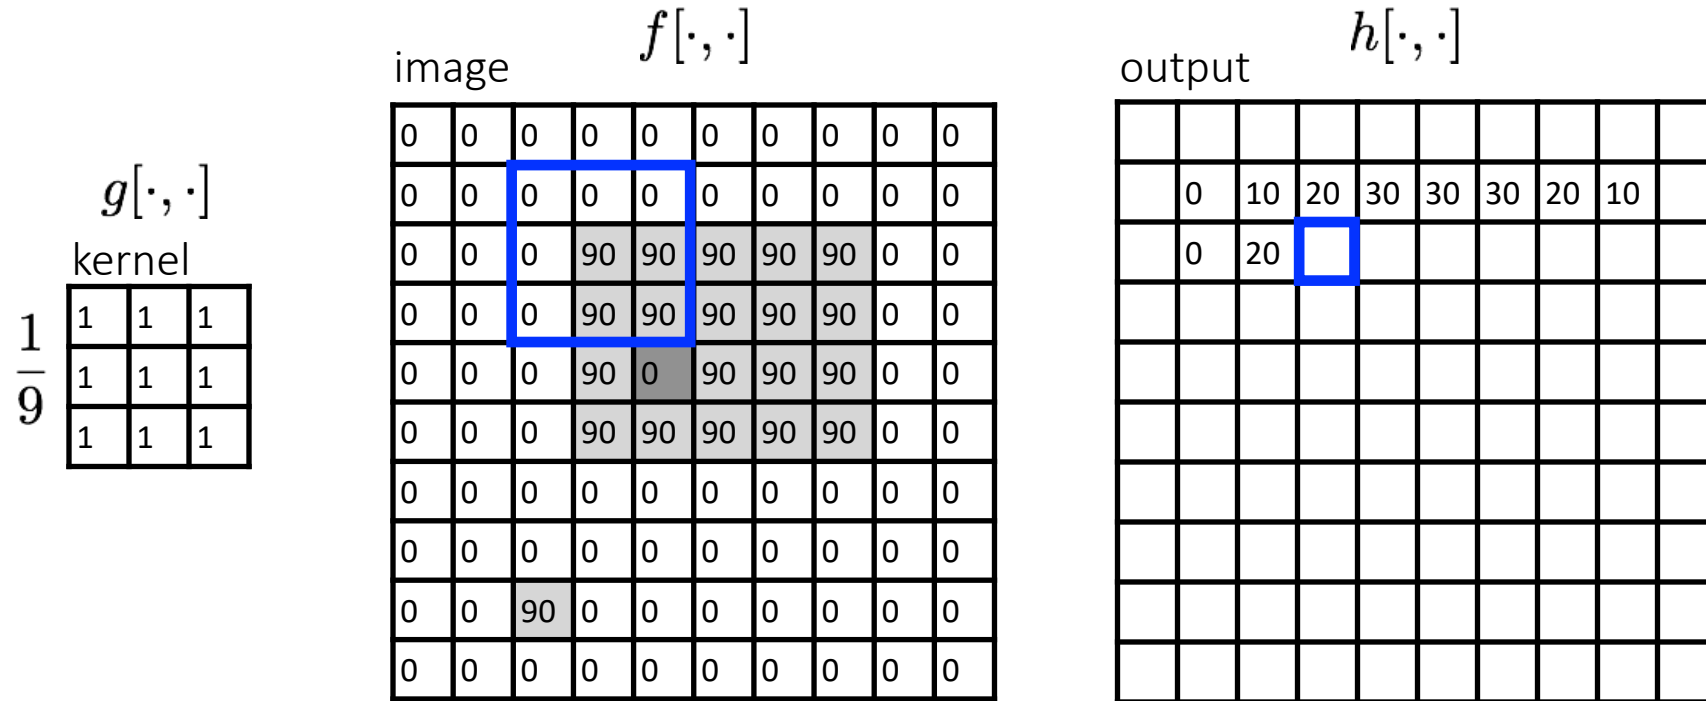 f[·, ·]
h[·, ·]
image
output
g[·, ·]
kernel
1/9
1 1 1
1 1 1
1 1 1
0 0 0 0 0 0 0 0 0 0
0 0 0 0 0 0 0 0 0 0
0 0 0 90 90 90 90 90 0 0
0 0 0 90 90 90 90 90 0 0
0 0 0 90 0 90 90 90 0 0
0 0 0 90 90 90 90 90 0 0
0 0 0 0 0 0 0 0 0 0
0 0 0 0 0 0 0 0 0 0
0 0 90 0 0 0 0 0 0 0
0 0 0 0 0 0 0 0 0 0
0 10 20 30 30 30 20 10
0 20